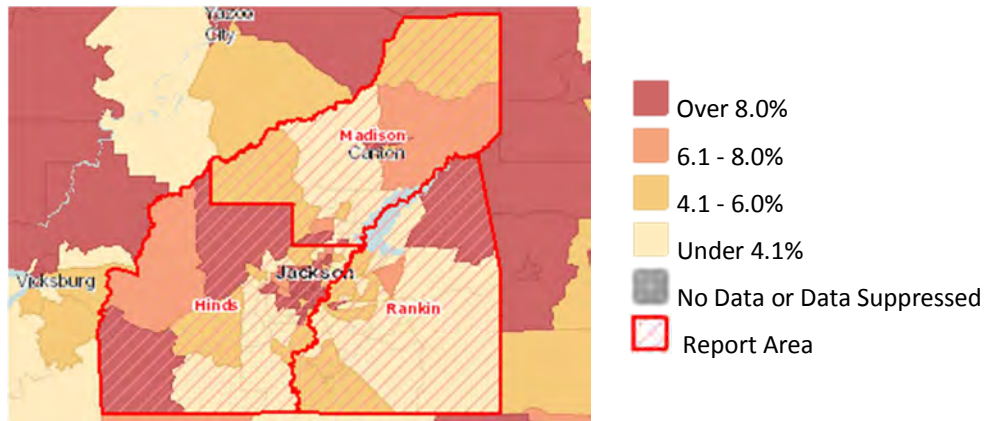 Yazoo
City
Madison
Canton
Vicksburg
Jackson
Hinds
Rankin
Over 8.0%
6.1 - 8.0%
4.1 - 6.0%
Under 4.1%
No Data or Data Suppressed
Report Area